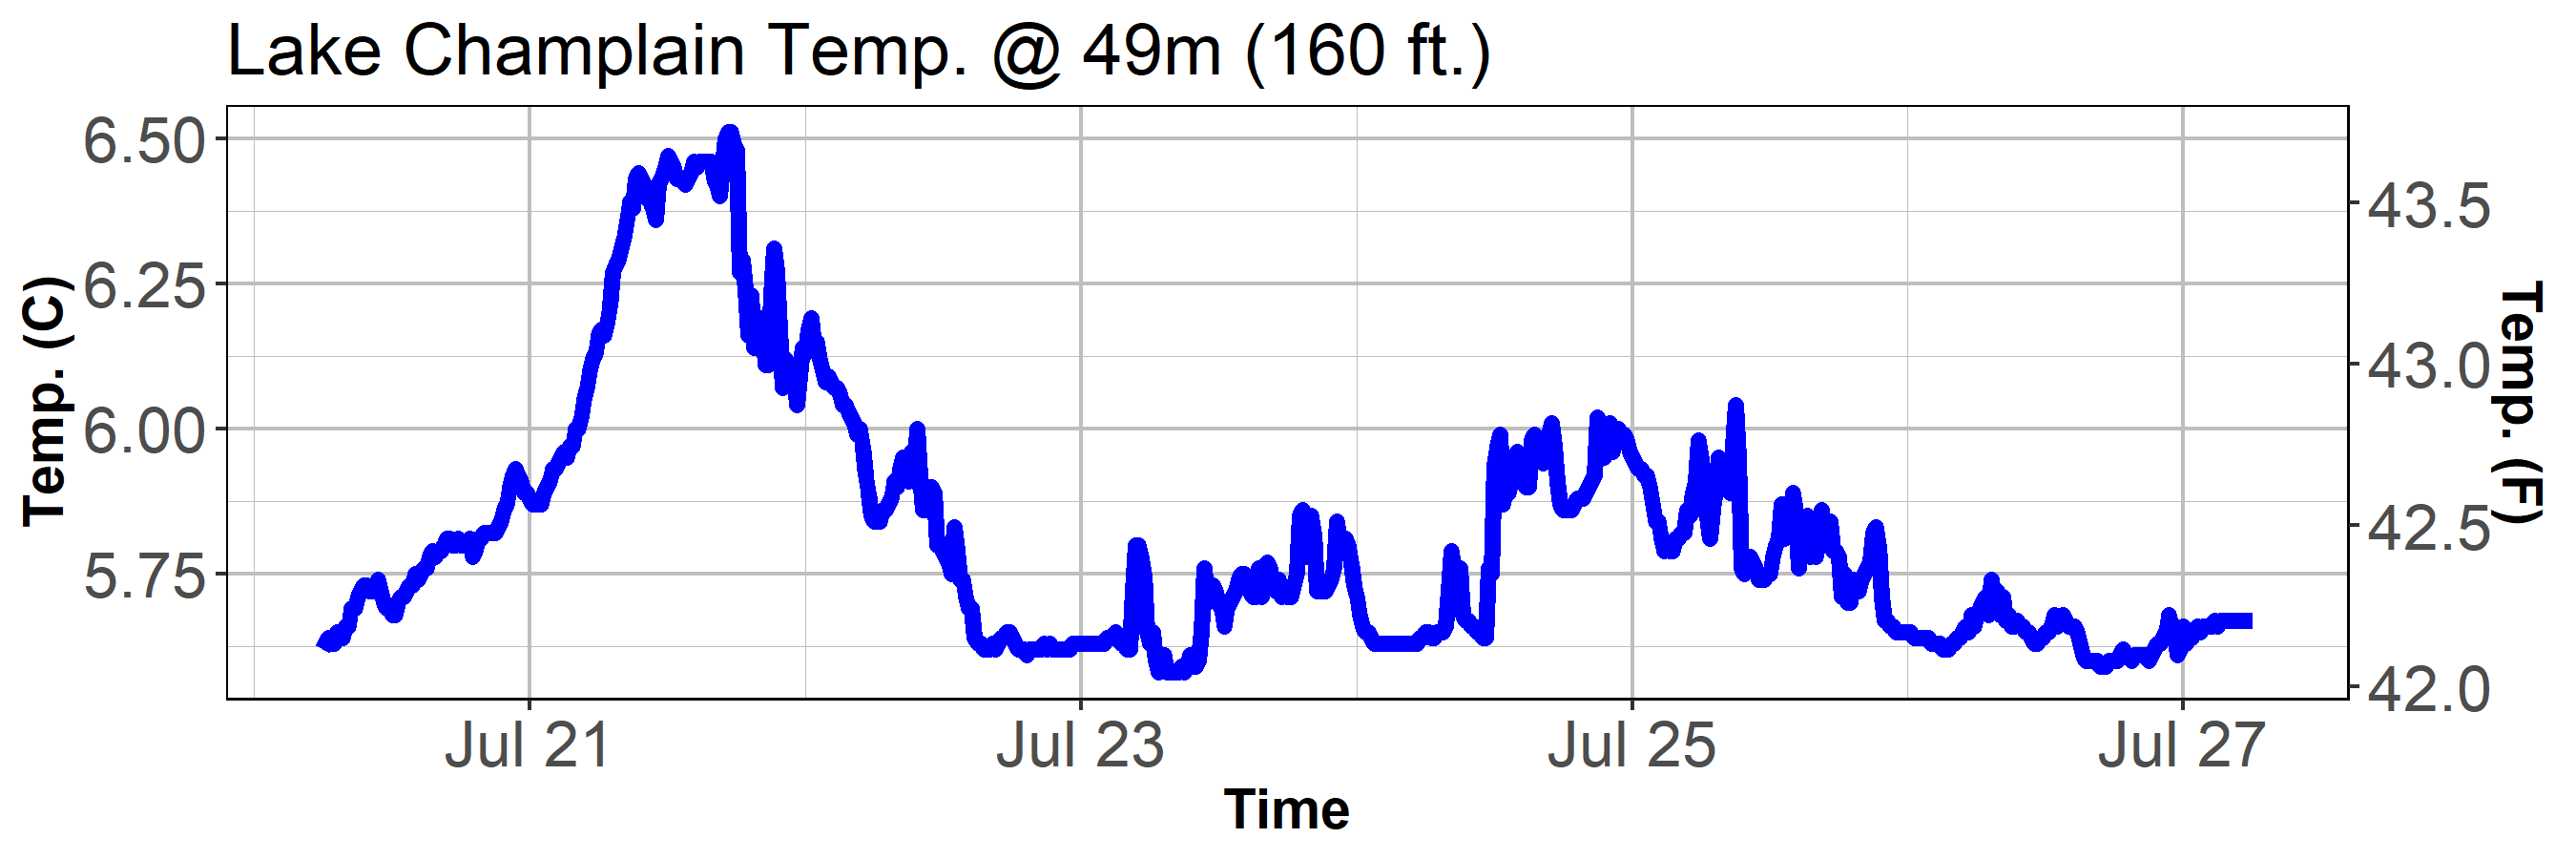 Lake Champlain Temp. @ 49m (160 ft.)
Temp. (C)
6.50
6.25
6.00
5.75
43.5
43.0
42.5
42.0
Temp. (F)
Jul 21
Jul 23
Jul 25
Jul 27
Time